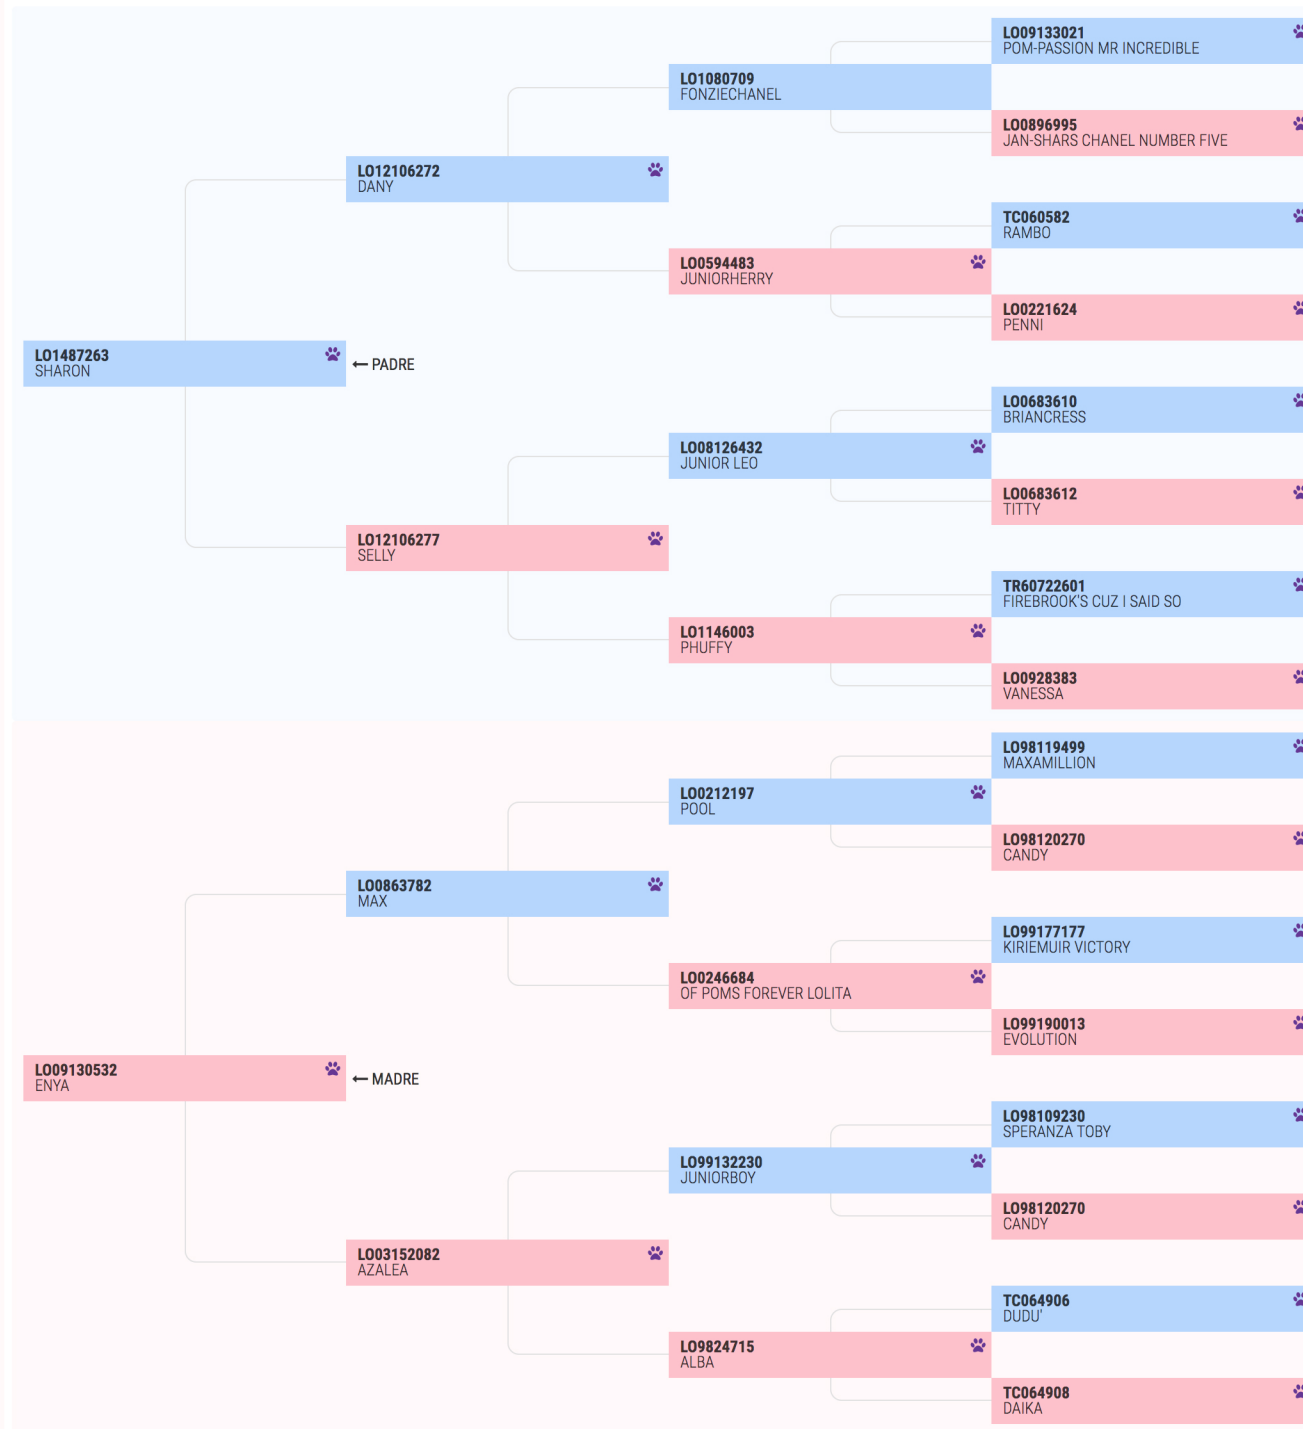 LO09133021
POM-PASSION MR INCREDIBLE
LO1080709
FONZIECHANEL
LO0896995
JAN-SHARS CHANEL NUMBER FIVE
LO12106272
DANY
TC060582
RAMBO
LO0594483
JUNIORHERRY
LO0221624
PENNI
LO1487263
SHARON
← PADRE
LO0683610
BRIANCRESS
LO08126432
JUNIOR LEO
LO0683612
TITTY
LO12106277
SELLY
TR60722601
FIREBROOK'S CUZ I SAID SO
LO1146003
PHUFFY
LO0928383
VANESSA
LO98119499
MAXAMILLION
LO0212197
POOL
LO98120270
CANDY
LO0863782
MAX
LO99177177
KIRIEMUIR VICTORY
LO0246684
OF POMS FOREVER LOLITA
LO99190013
EVOLUTION
LO09130532
ENYA
← MADRE
LO98109230
SPERANZA TOBY
LO99132230
JUNIORBOY
LO98120270
CANDY
LO03152082
AZALEA
TC064906
DUDU'
LO9824715
ALBA
TC064908
DAIKA